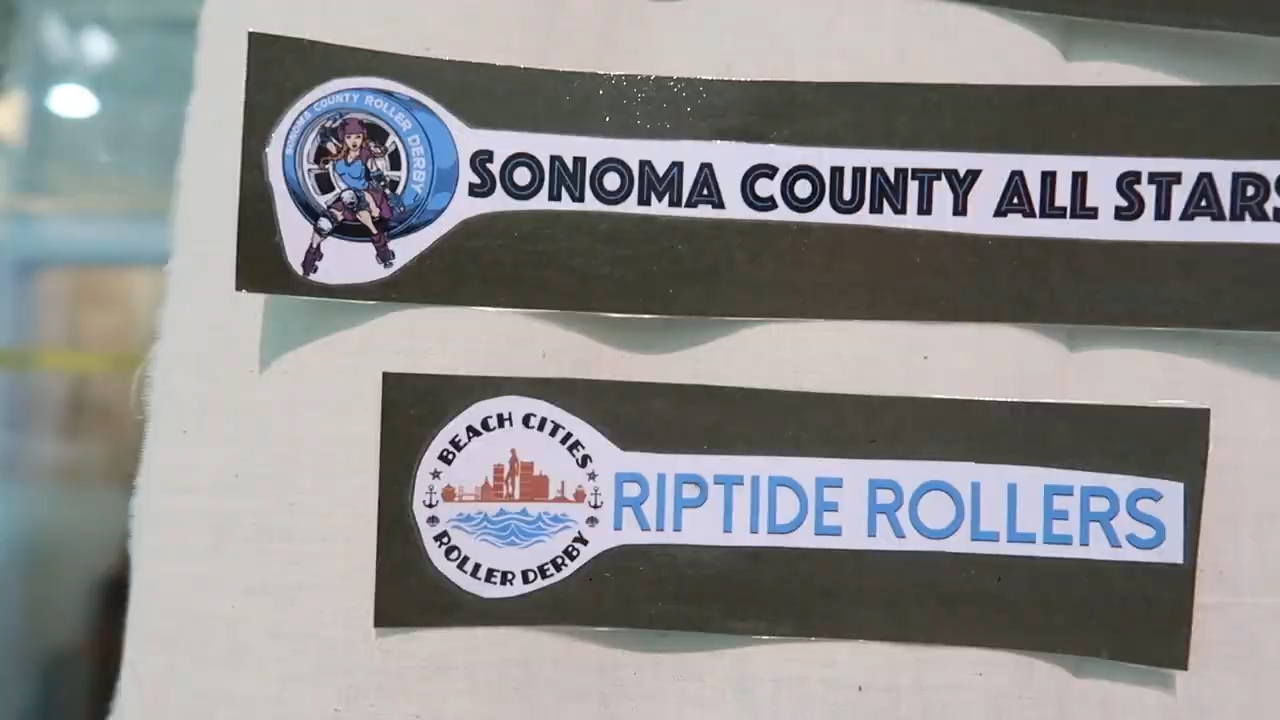 SONOMA COUNTY ROLLER DERBY
SONOMA COUNTY ALL STARS
BEACH CITIES
ROLLER DERBY
RIPTIDE ROLLERS